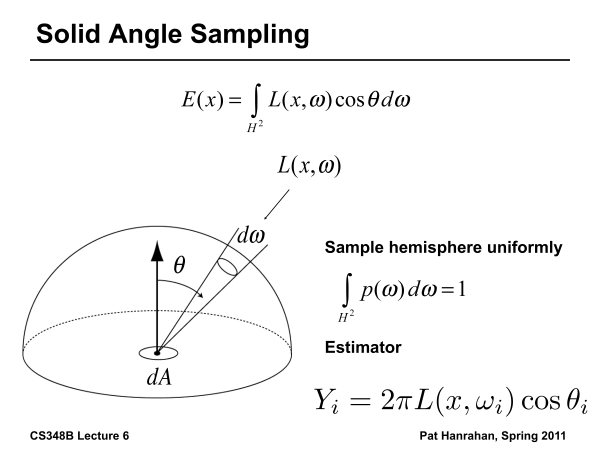 Solid Angle Sampling
E(x) = ∫_{H²} L(x,ω) cos θ dω
L(x,ω)
dω
θ
Sample hemisphere uniformly
∫_{H²} p(ω) dω = 1
Estimator
dA
Y_i = 2πL(x, ω_i) cos θ_i
CS348B Lecture 6
Pat Hanrahan, Spring 2011